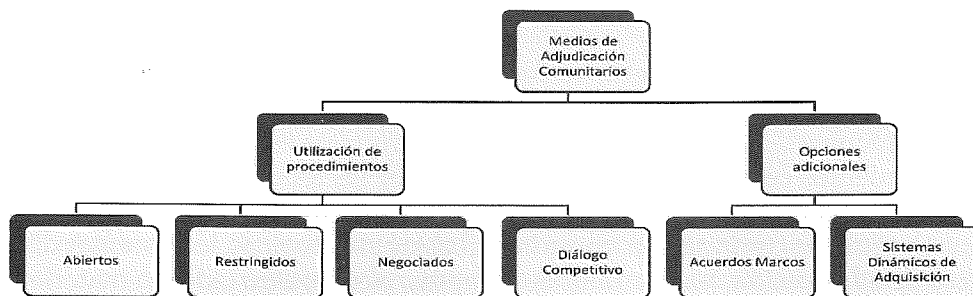 Medios de
Adjudicación
Comunitarios
Utilización de
procedimientos
Opciones
adicionales
Abiertos
Restringidos
Negociados
Diálogo
Competitivo
Acuerdos Marcos
Sistemas
Dinámicos de
Adquisición